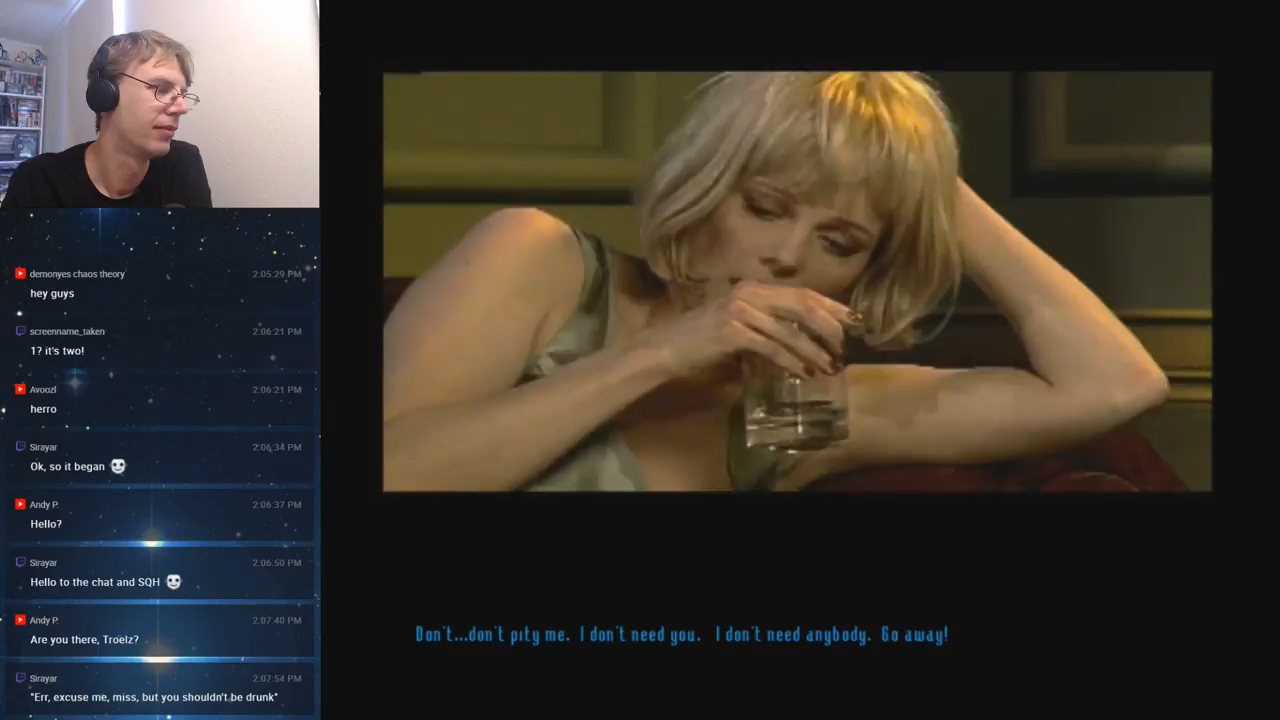 demonyes chaos theory 2:05:29 PM
hey guys
screenname_taken 2:06:21 PM
1? it's two!
Avoozl 2:06:21 PM
herro
Sirayar 2:06:34 PM
Ok, so it began
Andy P. 2:06:37 PM
Hello?
Sirayar 2:06:50 PM
Hello to the chat and SQH
Andy P. 2:07:40 PM
Are you there, Troelz?
Sirayar 2:07:54 PM
"Err, excuse me, miss, but you shouldn't be drunk"
Don't...don't pity me. I don't need you. I don't need anybody. Go away!